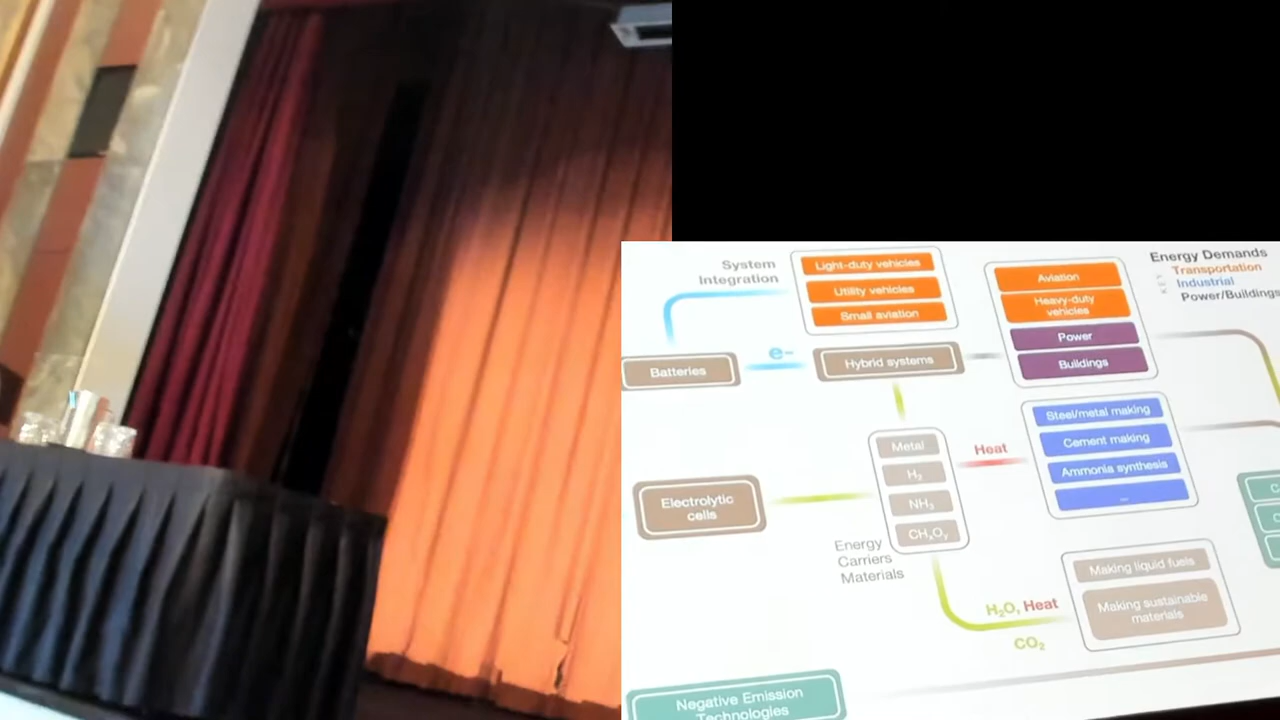 System
Integration
Light-duty vehicles
Utility vehicles
Small aviation
Aviation
Heavy-duty
vehicles
Power
Buildings
Energy Demands
Transportation
Industrial
Power/Buildings
Batteries
e-
Hybrid systems
Steel/metal making
Cement making
Ammonia synthesis
...
Metal
H₂
NH₃
CHₓOᵧ
Heat
Electrolytic
cells
Energy
Carriers
Materials
H₂O, Heat
CO₂
Making liquid fuels
Making sustainable
materials
Negative Emission
Technologies